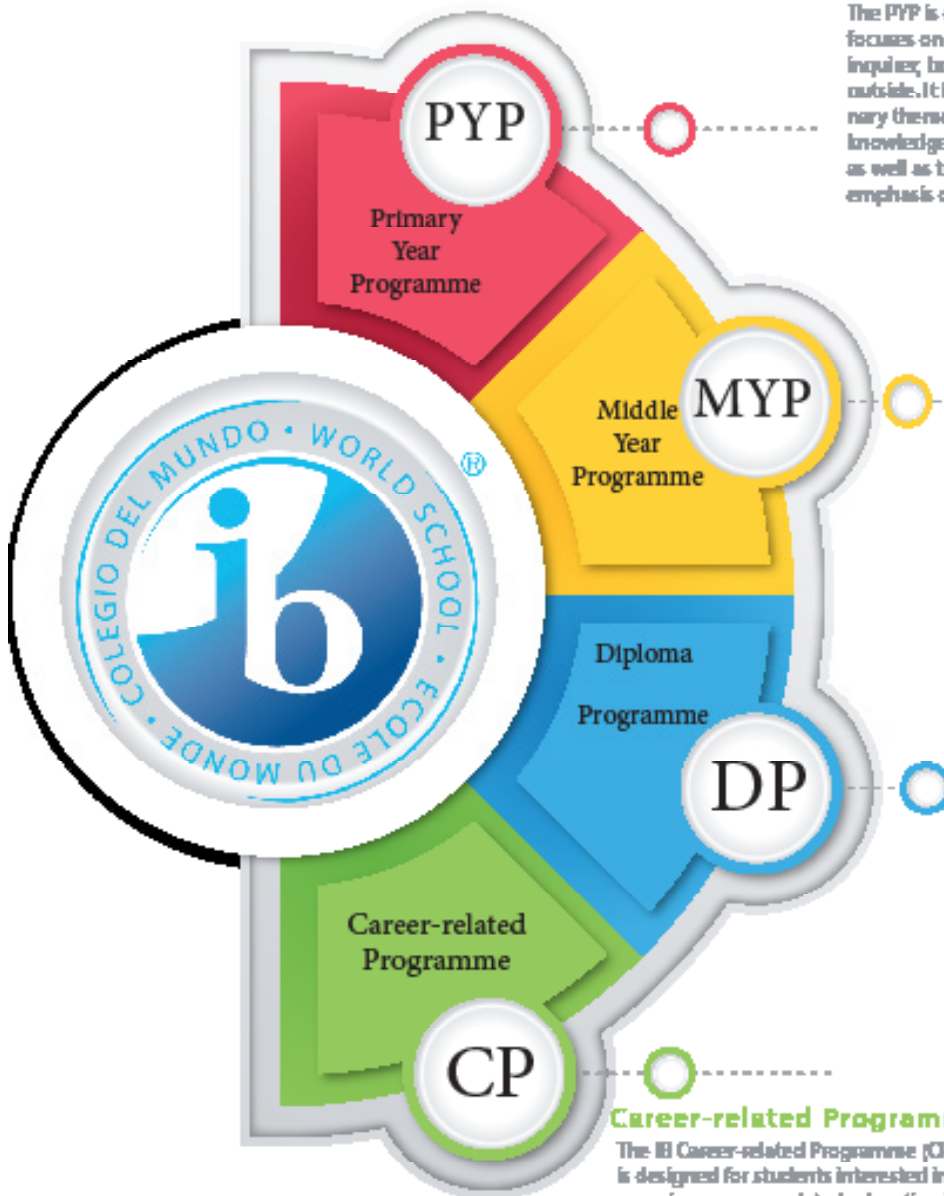 The PYP is
focuses on
inquirer, b
outside. It
nary them
knowledge
as well as t
emphasis
PYP
Primary
Year
Programme
MYP
Middle
Year
Programme
COLEGIO DEL MUNDO • WORLD SCHOOL • ECOLE DU MONDE •
®
ib
Diploma
Programme
DP
Career-related
Programme
CP
Career-related Program
The IB Career-related Programme (C
is designed for students interested in